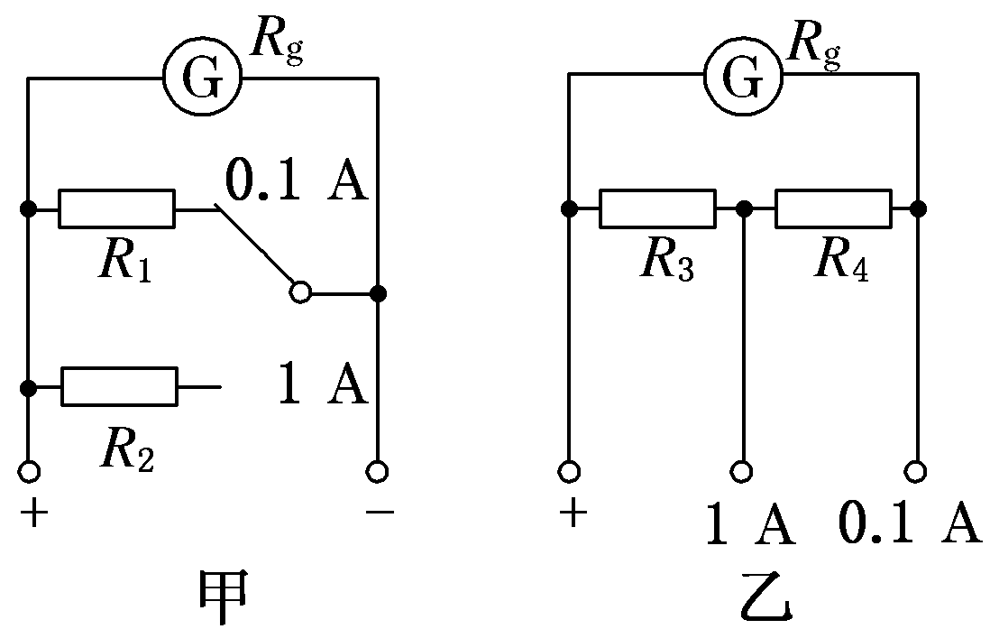 G Rg
0.1 A
R1
1 A
R2
+ −
甲
G Rg
R3 R4
+ 1 A 0.1 A
乙